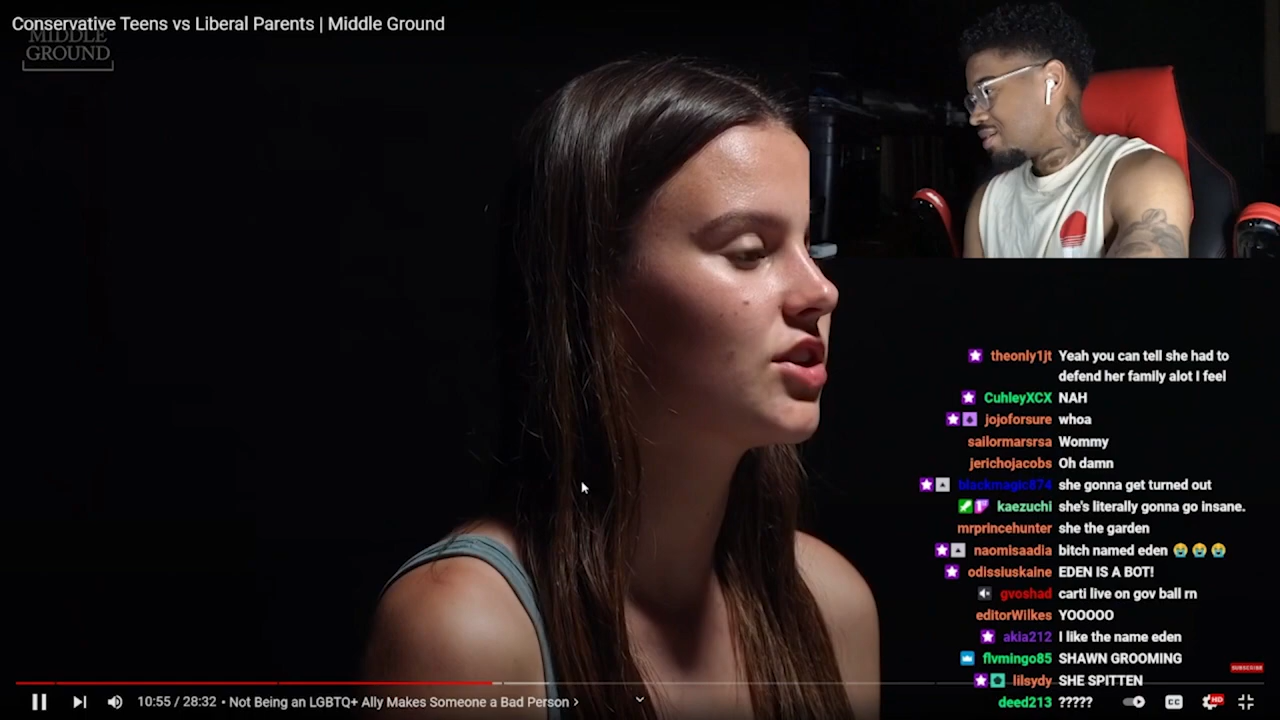 Conservative Teens vs Liberal Parents | Middle Ground
MIDDLE
GROUND
theonly1jt Yeah you can tell she had to
defend her family alot I feel
CuhleyXCX NAH
jojoforsure whoa
sailormarsrsa Wommy
jerichojacobs Oh damn
blackmagic874 she gonna get turned out
kaezuchi she's literally gonna go insane.
mrprincehunter she the garden
naomisaadia bitch named eden 😭 😭 😭
odissiuskaine EDEN IS A BOT!
gvoshad carti live on gov ball rn
editorWilkes YOOOOO
akia212 I like the name eden
flvmingo85 SHAWN GROOMING
SUBSCRIBE
lilsydy SHE SPITTEN
deed213 ?????
10:55 / 28:32 • Not Being an LGBTQ+ Ally Makes Someone a Bad Person ›
CC
HD